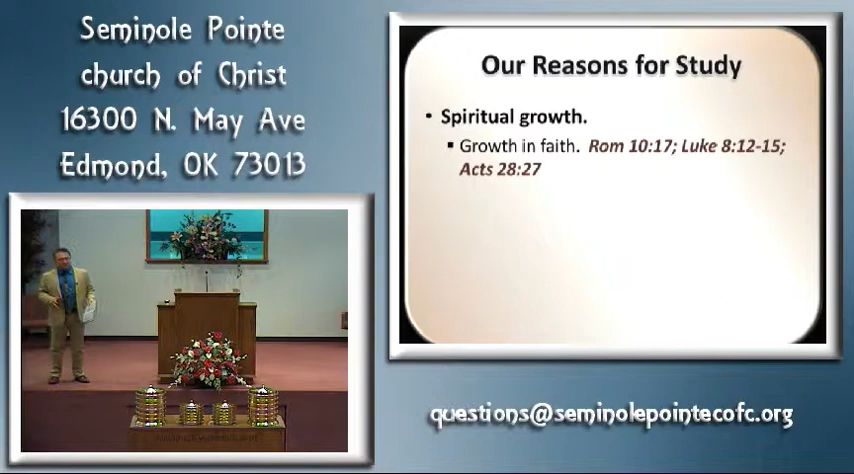 Seminole Pointe
church of Christ
16300 N. May Ave
Edmond, OK 73013
Our Reasons for Study
• Spiritual growth.
▪ Growth in faith. Rom 10:17; Luke 8:12-15;
Acts 28:27
questions@seminolepointecofc.org